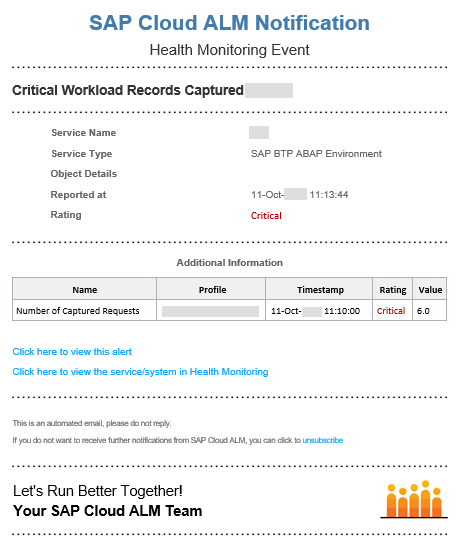 SAP Cloud ALM Notification
Health Monitoring Event
Critical Workload Records Captured
Service Name
Service Type SAP BTP ABAP Environment
Object Details
Reported at 11-Oct- 11:13:44
Rating Critical
Additional Information
Name Profile Timestamp Rating Value
Number of Captured Requests 11-Oct- 11:10:00 Critical 6.0
Click here to view this alert
Click here to view the service/system in Health Monitoring
This is an automated email, please do not reply.
If you do not want to receive further notifications from SAP Cloud ALM, you can click to unsubscribe
Let's Run Better Together!
Your SAP Cloud ALM Team